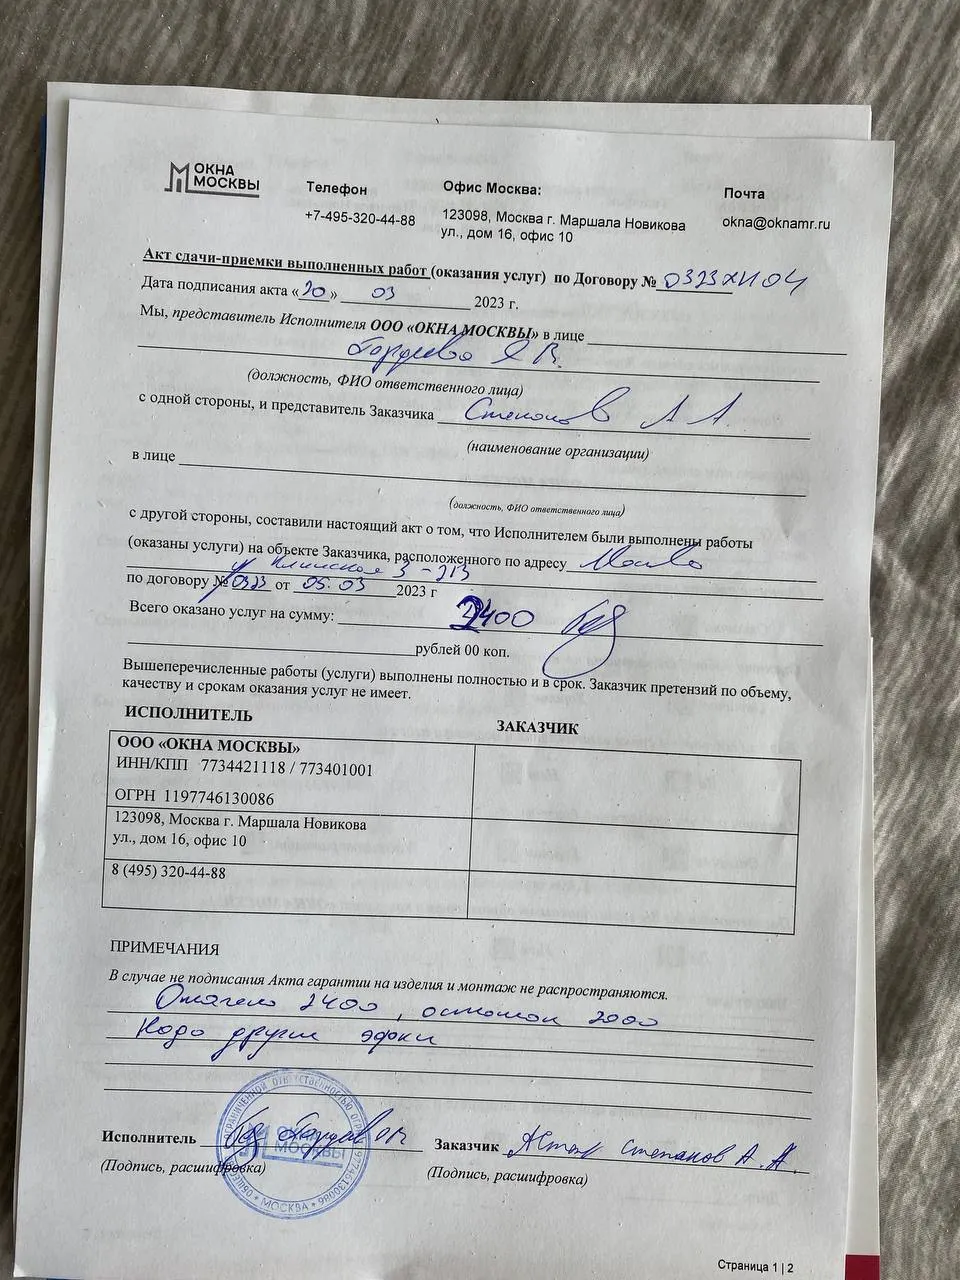 ОКНА
МОСКВЫ
Телефон
+7-495-320-44-88
Офис Москва:
123098, Москва г. Маршала Новикова
ул., дом 16, офис 10
Почта
okna@oknamr.ru
Акт сдачи-приемки выполненных работ (оказания услуг) по Договору №
Дата подписания акта «20» 03 2023 г.
Мы, представитель Исполнителя ООО «ОКНА МОСКВЫ» в лице
(должность, ФИО ответственного лица)
с одной стороны, и представитель Заказчика Степанов А А.
(наименование организации)
в лице
(должность, ФИО ответственного лица)
с другой стороны, составили настоящий акт о том, что Исполнителем были выполнены работы
(оказаны услуги) на объекте Заказчика, расположенного по адресу Москва
3 - 213
по договору № 0323 от 05.03 2023 г
Всего оказано услуг на сумму: 2400
рублей 00 коп.
Вышеперечисленные работы (услуги) выполнены полностью и в срок. Заказчик претензий по объему,
качеству и срокам оказания услуг не имеет.
ИСПОЛНИТЕЛЬ
ЗАКАЗЧИК
ООО «ОКНА МОСКВЫ»
ИНН/КПП 7734421118 / 773401001
ОГРН 1197746130086
123098, Москва г. Маршала Новикова
ул., дом 16, офис 10
8 (495) 320-44-88
ПРИМЕЧАНИЯ
В случае не подписания Акта гарантии на изделия и монтаж не распространяются.
2400, 2000
Надо другие
Исполнитель
Заказчик Степанов А.А.
(Подпись, расшифровка)
(Подпись, расшифровка)
МОСКВЫ
МОСКВА
Страница 1 | 2